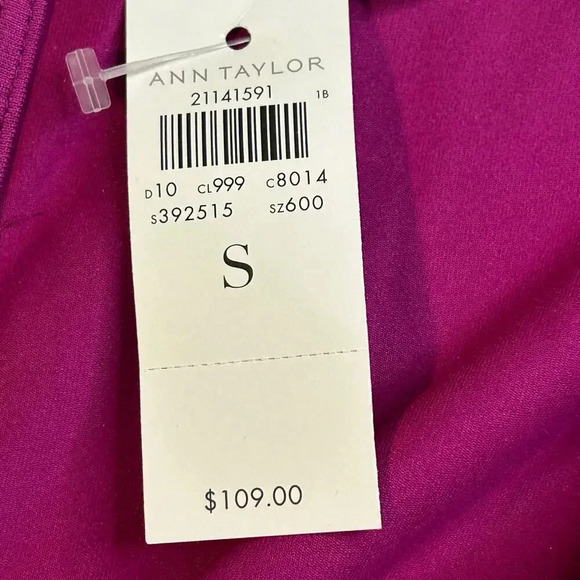 ANN TAYLOR
21141591 1B
D10 CL999 C8014
S392515 SZ600
S
$109.00